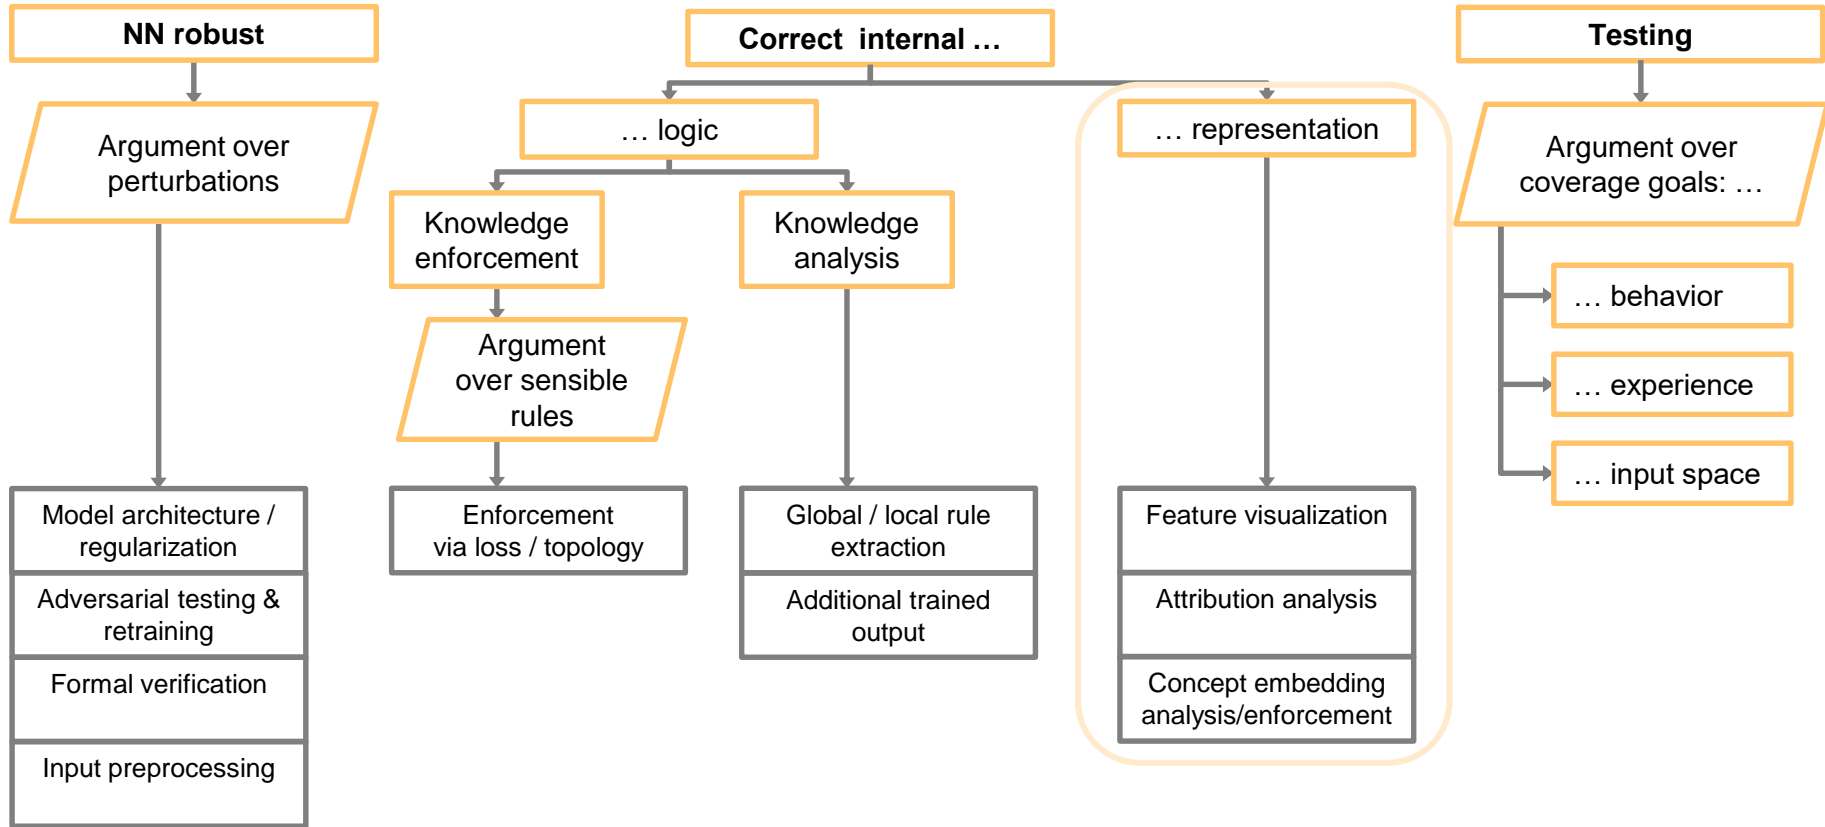 NN robust
Argument over
perturbations
Model architecture /
regularization
Adversarial testing &
retraining
Formal verification
Input preprocessing
Correct internal …
… logic
Knowledge
enforcement
Argument
over sensible
rules
Enforcement
via loss / topology
Knowledge
analysis
Global / local rule
extraction
Additional trained
output
… representation
Feature visualization
Attribution analysis
Concept embedding
analysis/enforcement
Testing
Argument over
coverage goals: …
… behavior
… experience
… input space